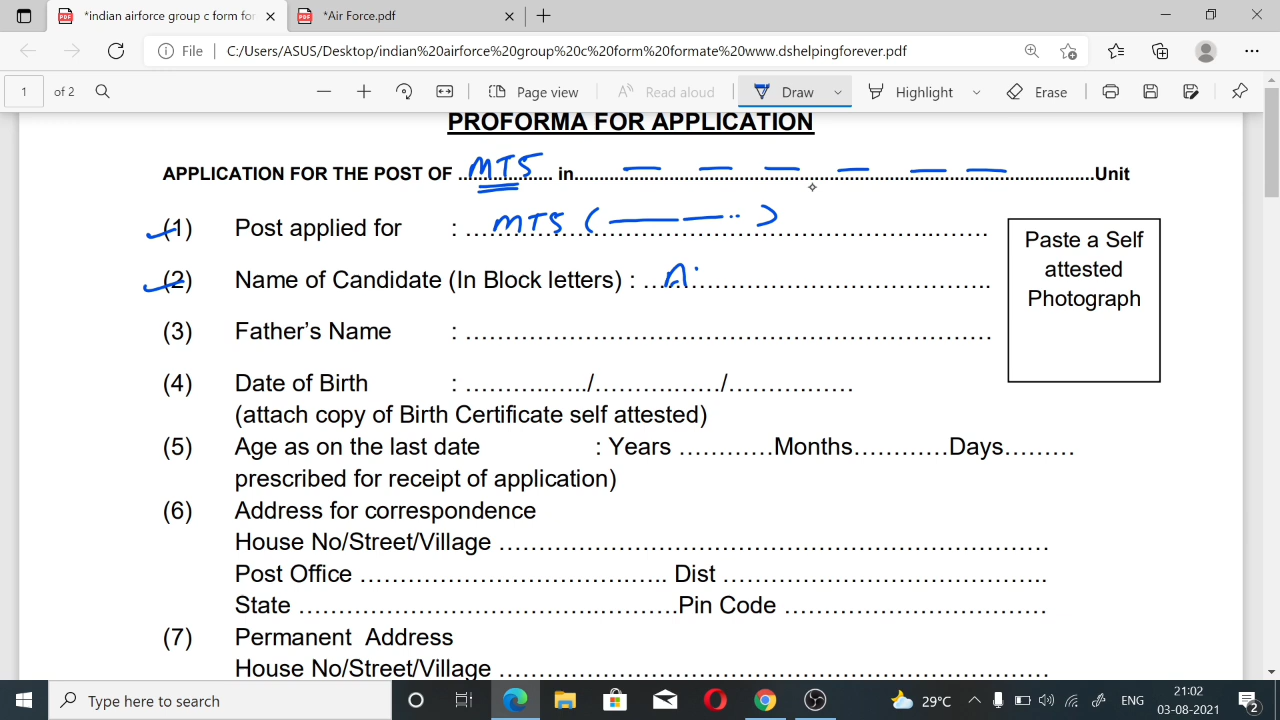 *indian airforce group c form for
*Air Force.pdf
File C:/Users/ASUS/Desktop/indian%20airforce%20group%20c%20form%20formate%20www.dshelpingforever.pdf
1 of 2 Page view Read aloud Draw Highlight Erase
PROFORMA FOR APPLICATION
APPLICATION FOR THE POST OF ..MTS.. in.......... — — — — — — ..........Unit
(1) Post applied for : ...MTS ( —— —.. )...
(2) Name of Candidate (In Block letters) : ...........................
(3) Father's Name : ...........................
(4) Date of Birth : ............../............../..............
(attach copy of Birth Certificate self attested)
(5) Age as on the last date : Years ............Months............Days.........
prescribed for receipt of application)
(6) Address for correspondence
House No/Street/Village ...........................
Post Office ........................... Dist ...........................
State ...........................Pin Code ...........................
(7) Permanent Address
House No/Street/Village ...........................
Paste a Self
attested
Photograph
Type here to search
29°C ENG
21:02
03-08-2021
2